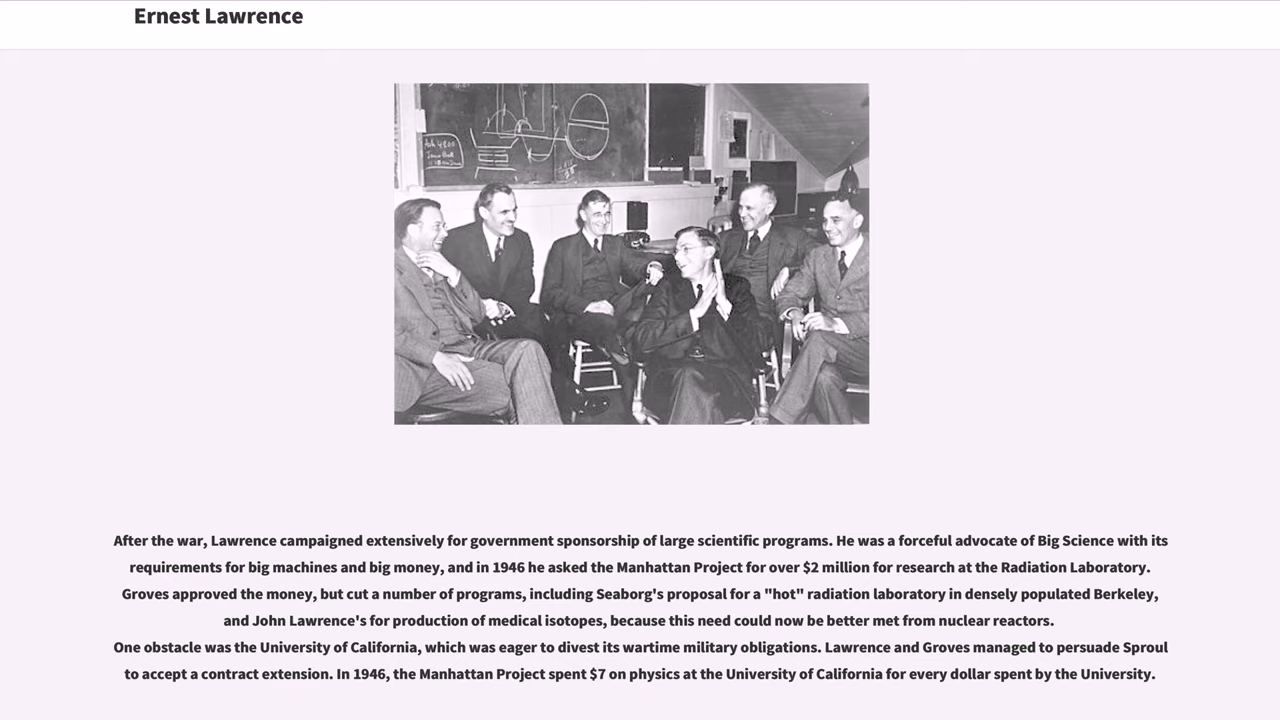 Ernest Lawrence
After the war, Lawrence campaigned extensively for government sponsorship of large scientific programs. He was a forceful advocate of Big Science with its
requirements for big machines and big money, and in 1946 he asked the Manhattan Project for over $2 million for research at the Radiation Laboratory.
Groves approved the money, but cut a number of programs, including Seaborg's proposal for a "hot" radiation laboratory in densely populated Berkeley,
and John Lawrence's for production of medical isotopes, because this need could now be better met from nuclear reactors.
One obstacle was the University of California, which was eager to divest its wartime military obligations. Lawrence and Groves managed to persuade Sproul
to accept a contract extension. In 1946, the Manhattan Project spent $7 on physics at the University of California for every dollar spent by the University.